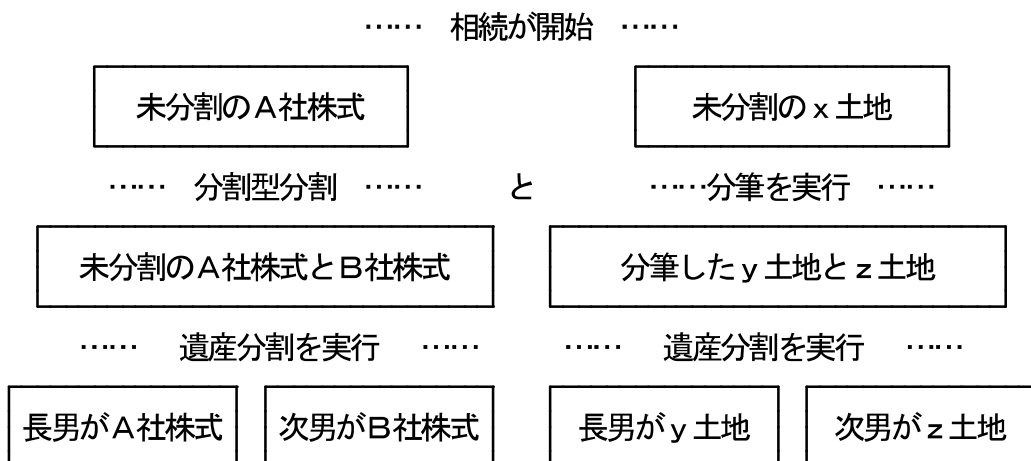 …… 相続が開始 ……
未分割のA社株式 未分割のx土地
…… 分割型分割 …… と ……分筆を実行 ……
未分割のA社株式とB社株式 分筆したy土地とz土地
…… 遺産分割を実行 …… …… 遺産分割を実行 ……
長男がA社株式 次男がB社株式 長男がy土地 次男がz土地